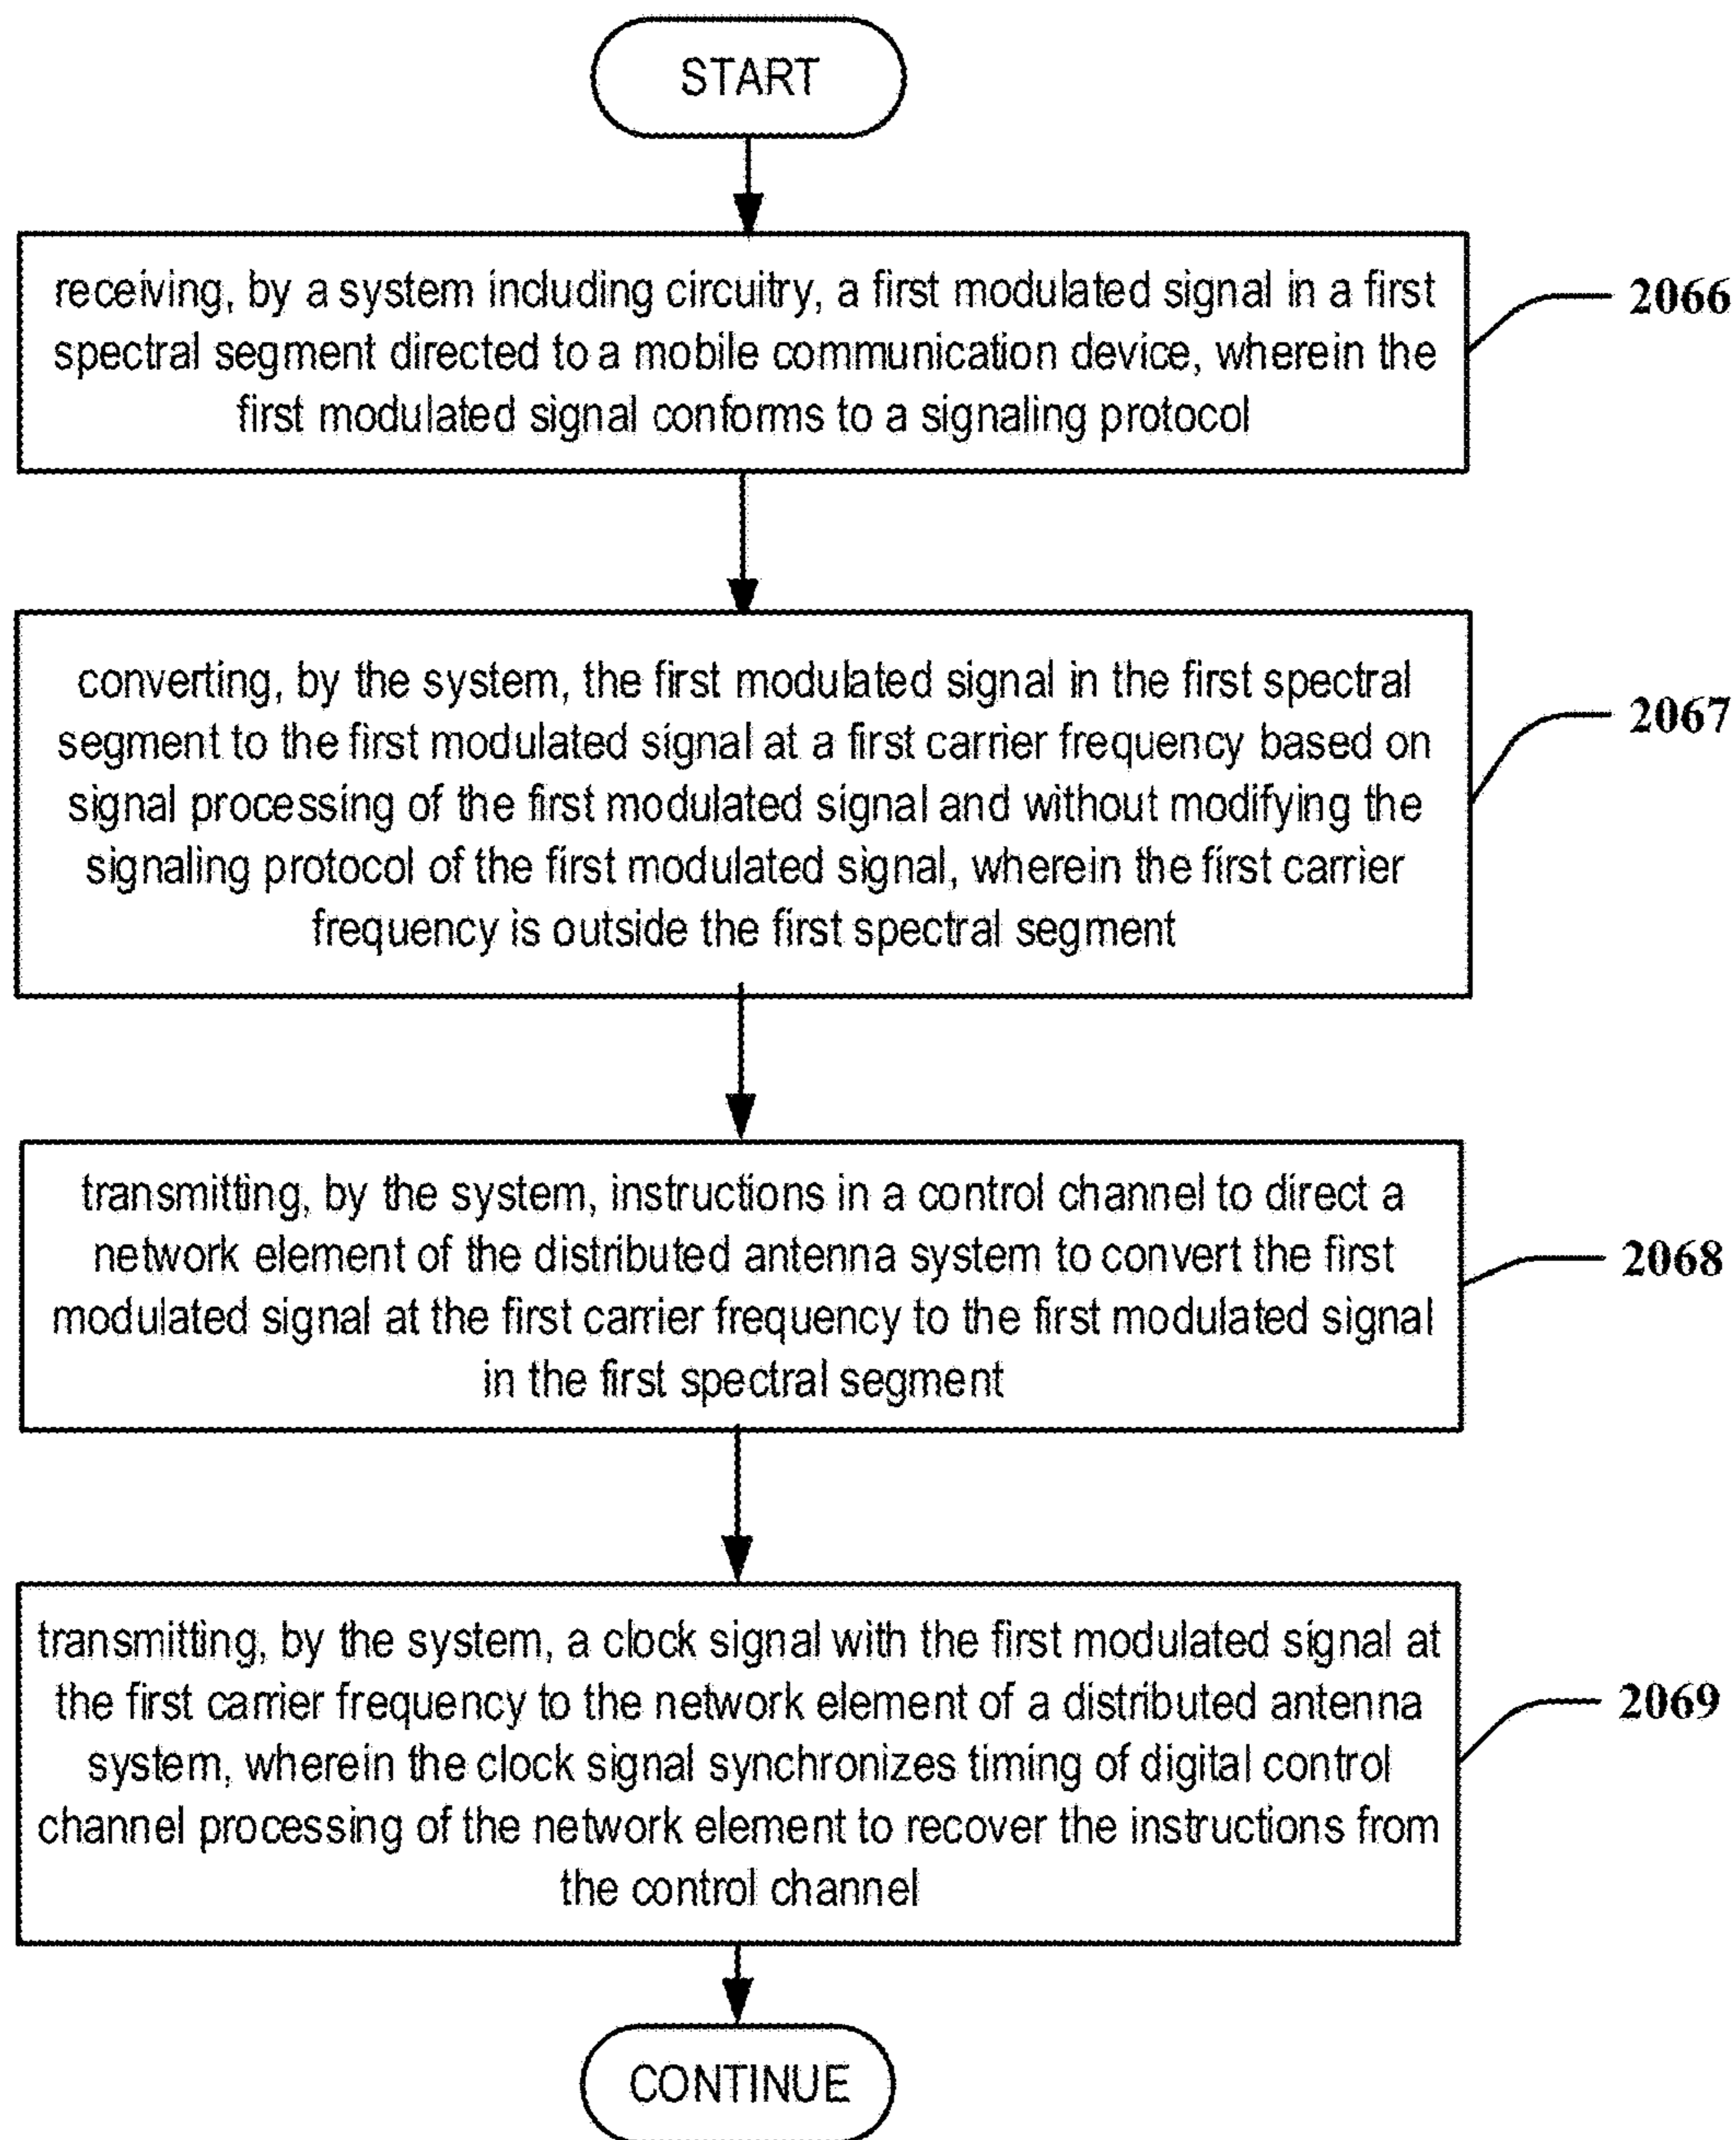 START
receiving, by a system including circuitry, a first modulated signal in a first
spectral segment directed to a mobile communication device, wherein the
first modulated signal conforms to a signaling protocol
2066
converting, by the system, the first modulated signal in the first spectral
segment to the first modulated signal at a first carrier frequency based on
signal processing of the first modulated signal and without modifying the
signaling protocol of the first modulated signal, wherein the first carrier
frequency is outside the first spectral segment
2067
transmitting, by the system, instructions in a control channel to direct a
network element of the distributed antenna system to convert the first
modulated signal at the first carrier frequency to the first modulated signal
in the first spectral segment
2068
transmitting, by the system, a clock signal with the first modulated signal at
the first carrier frequency to the network element of a distributed antenna
system, wherein the clock signal synchronizes timing of digital control
channel processing of the network element to recover the instructions from
the control channel
2069
CONTINUE